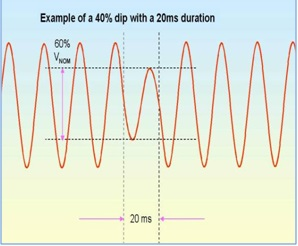 Example of a 40% dip with a 20ms duration
60%
VNOM
20 ms